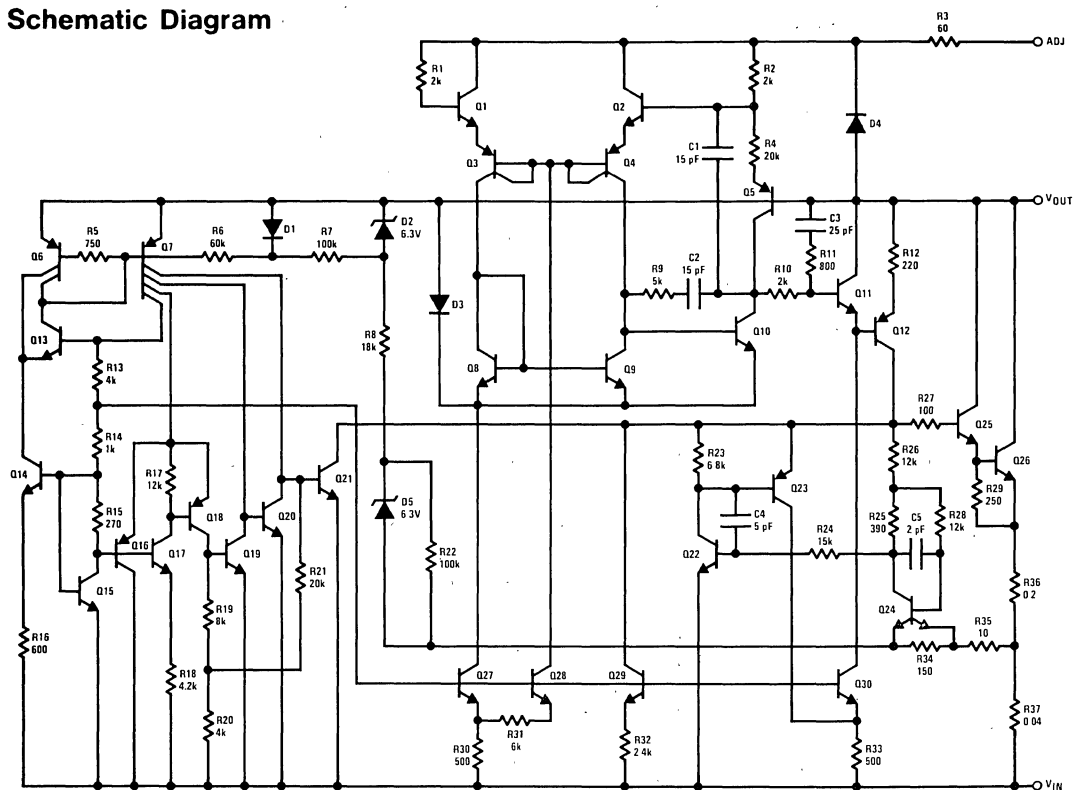 Schematic Diagram
R3
60
ADJ
R1
2k
R2
2k
Q1
Q2
D4
C1
15 pF
R4
20k
Q3
Q4
Q5
VOUT
R5
750
Q7
R6
60k
D1
R7
100k
D2
6.3V
C3
25 pF
R12
220
Q6
R11
800
C2
15 pF
R9
5k
R10
2k
Q11
D3
Q12
Q13
R8
18k
Q10
R13
4k
Q8
Q9
R27
100
Q25
R14
1k
R17
12k
Q21
R23
6 8k
R26
12k
Q26
Q14
Q23
R29
250
D5
6 3V
R15
270
Q18
Q20
C4
5 pF
R24
15k
R25
390
C5
2 pF
R28
12k
Q16
Q17
Q19
Q22
R22
100k
R21
20k
Q15
R36
0 2
Q24
R19
8k
R35
10
R16
600
R34
150
R18
4.2k
Q27
Q28
Q29
Q30
R37
0 04
R20
4k
R31
6k
R30
500
R32
2 4k
R33
500
VIN